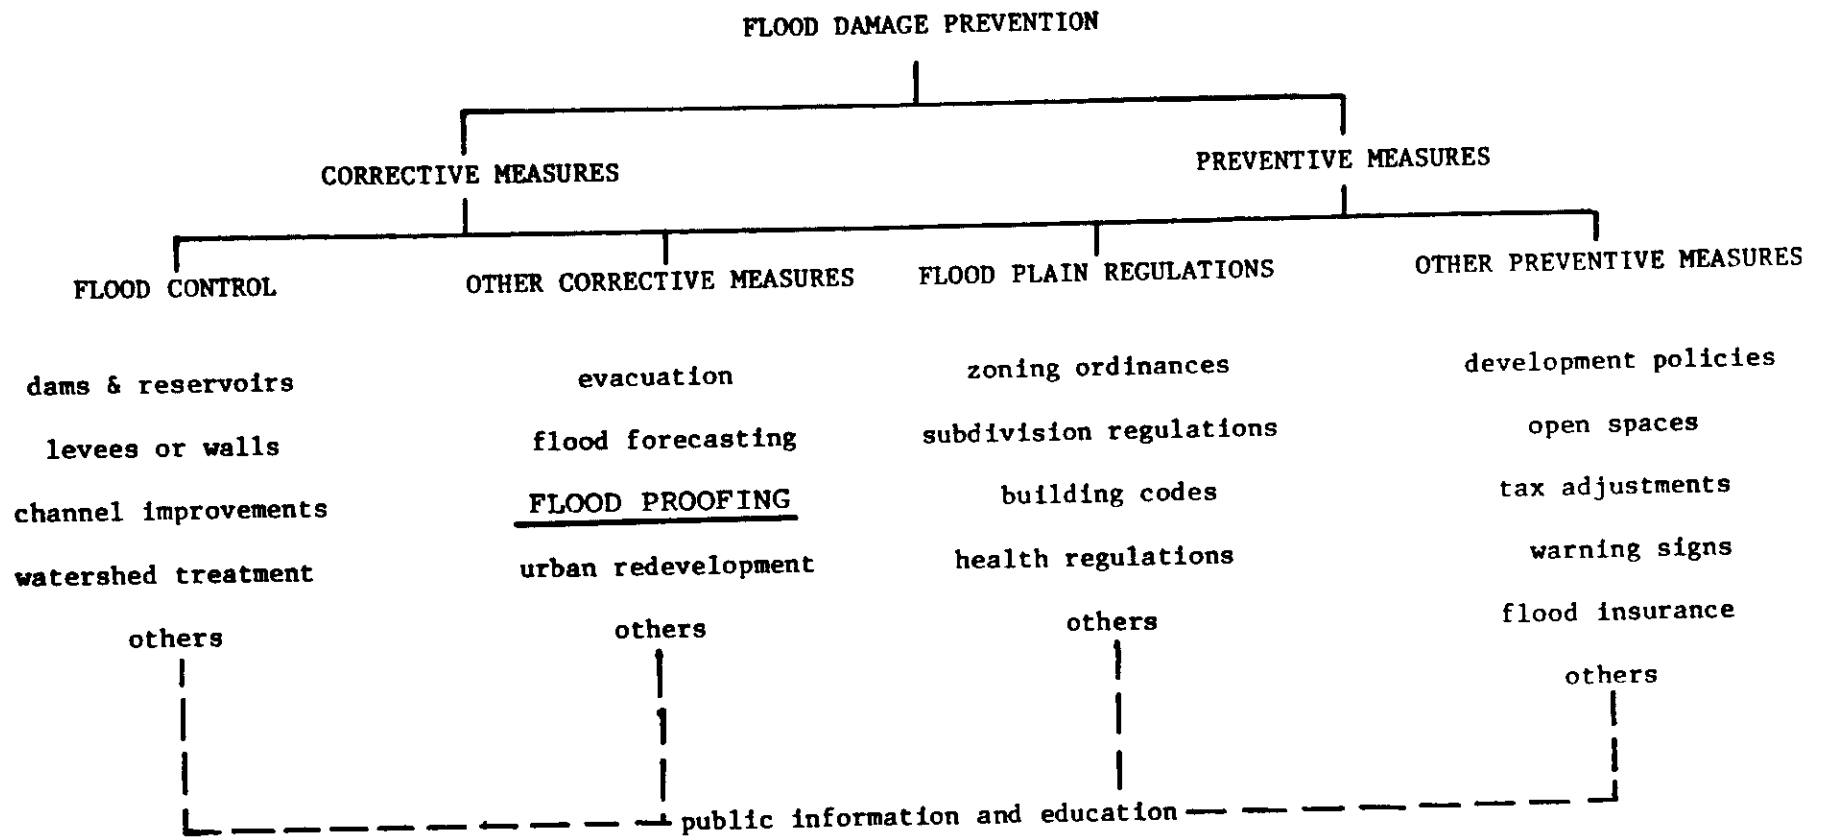 FLOOD DAMAGE PREVENTION
CORRECTIVE MEASURES
PREVENTIVE MEASURES
FLOOD CONTROL
OTHER CORRECTIVE MEASURES
FLOOD PLAIN REGULATIONS
OTHER PREVENTIVE MEASURES
dams & reservoirs
levees or walls
channel improvements
watershed treatment
others
evacuation
flood forecasting
FLOOD PROOFING
urban redevelopment
others
zoning ordinances
subdivision regulations
building codes
health regulations
others
development policies
open spaces
tax adjustments
warning signs
flood insurance
others
public information and education